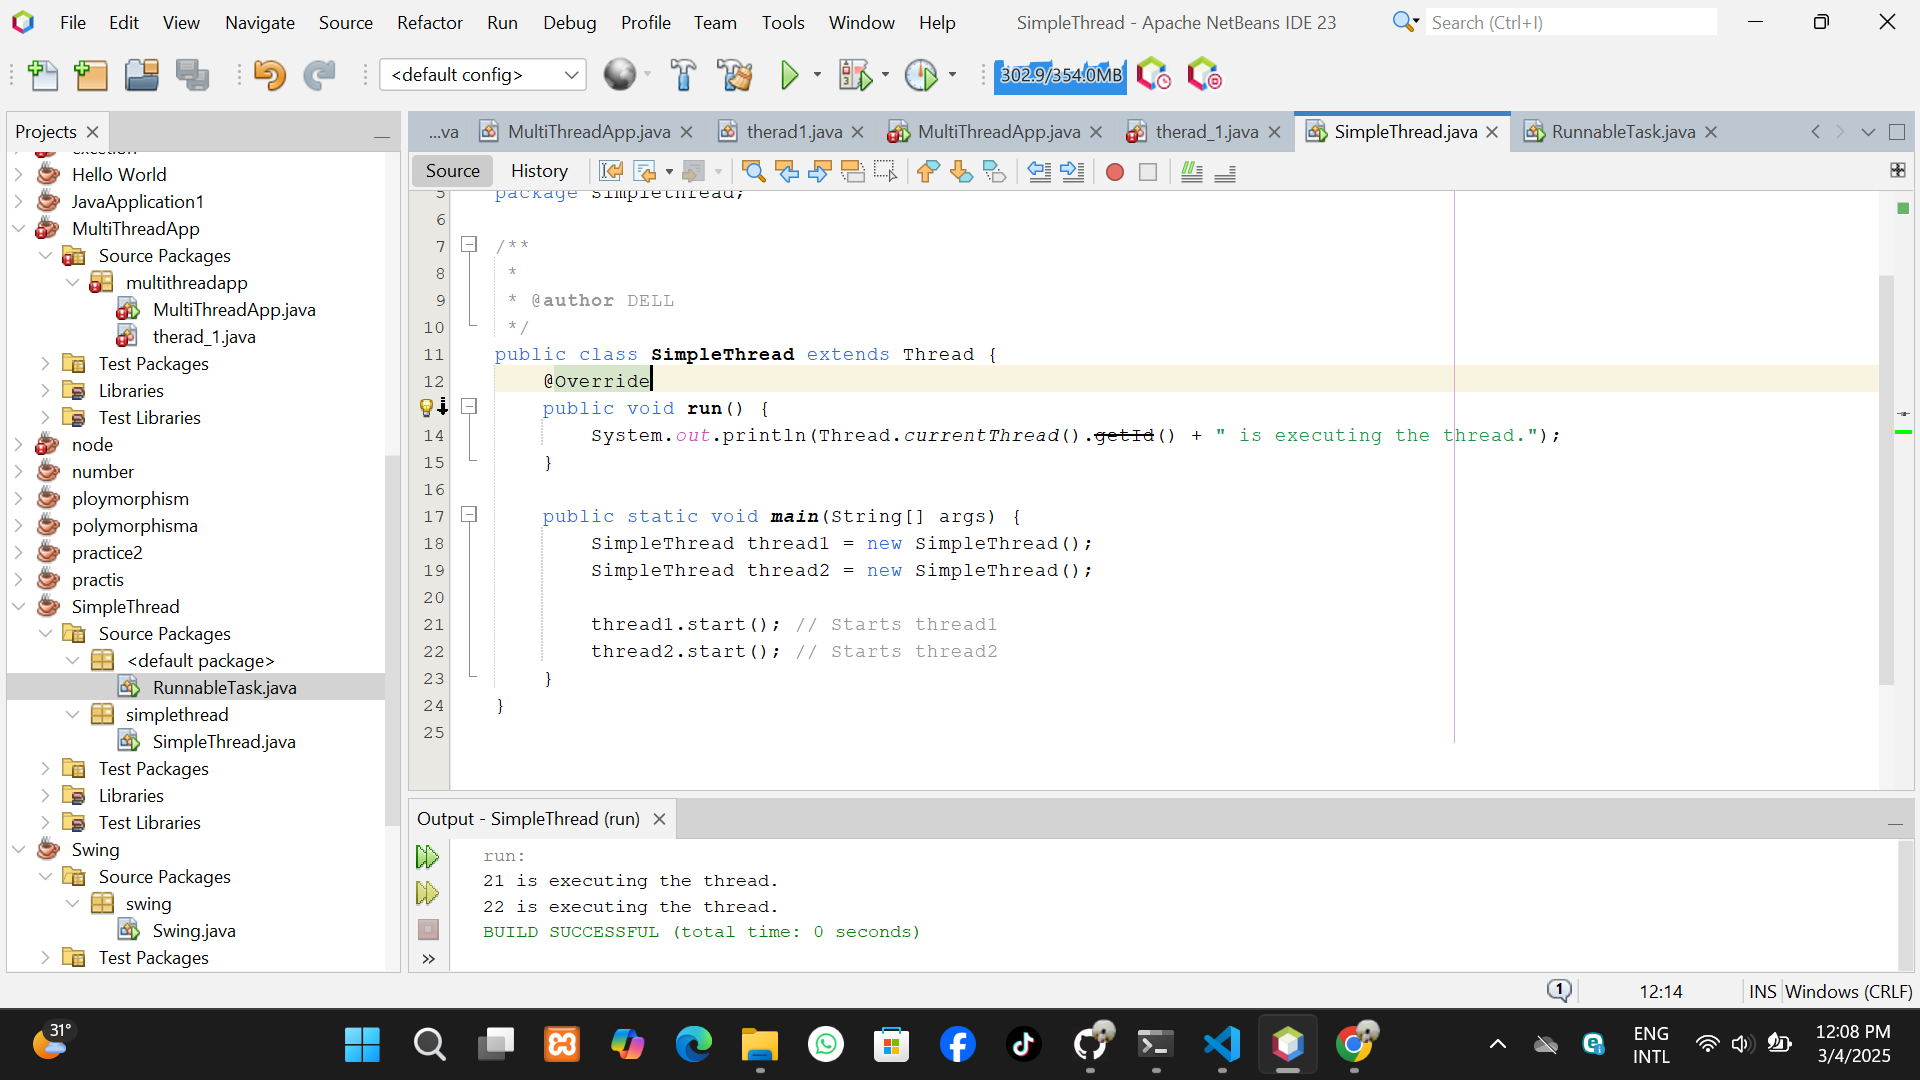 File Edit View Navigate Source Refactor Run Debug Profile Team Tools Window Help
SimpleThread - Apache NetBeans IDE 23
Search (Ctrl+I)
<default config>
302.9/354.0MB
Projects
Hello World
JavaApplication1
MultiThreadApp
Source Packages
multithreadapp
MultiThreadApp.java
therad_1.java
Test Packages
Libraries
Test Libraries
node
number
ploymorphism
polymorphisma
practice2
practis
SimpleThread
Source Packages
<default package>
RunnableTask.java
simplethread
SimpleThread.java
Test Packages
Libraries
Test Libraries
Swing
Source Packages
swing
Swing.java
Test Packages
...va MultiThreadApp.java therad1.java MultiThreadApp.java therad_1.java SimpleThread.java RunnableTask.java
Source History
5 package simplethread;
6
7 /**
8 *
9 * @author DELL
10 */
11 public class SimpleThread extends Thread {
12 @Override
public void run() {
14 System.out.println(Thread.currentThread().getId() + " is executing the thread.");
15 }
16
17 public static void main(String[] args) {
18 SimpleThread thread1 = new SimpleThread();
19 SimpleThread thread2 = new SimpleThread();
20
21 thread1.start(); // Starts thread1
22 thread2.start(); // Starts thread2
23 }
24 }
25
Output - SimpleThread (run)
run:
21 is executing the thread.
22 is executing the thread.
BUILD SUCCESSFUL (total time: 0 seconds)
1
12:14
INS
Windows (CRLF)
31°
ENG
INTL
12:08 PM
3/4/2025